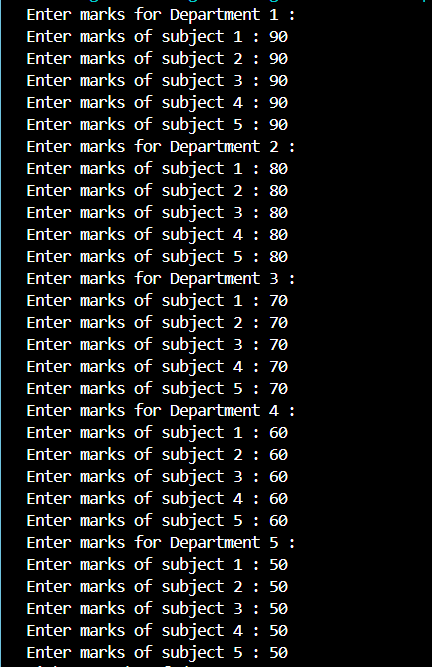 Enter marks for Department 1 :
Enter marks of subject 1 : 90
Enter marks of subject 2 : 90
Enter marks of subject 3 : 90
Enter marks of subject 4 : 90
Enter marks of subject 5 : 90
Enter marks for Department 2 :
Enter marks of subject 1 : 80
Enter marks of subject 2 : 80
Enter marks of subject 3 : 80
Enter marks of subject 4 : 80
Enter marks of subject 5 : 80
Enter marks for Department 3 :
Enter marks of subject 1 : 70
Enter marks of subject 2 : 70
Enter marks of subject 3 : 70
Enter marks of subject 4 : 70
Enter marks of subject 5 : 70
Enter marks for Department 4 :
Enter marks of subject 1 : 60
Enter marks of subject 2 : 60
Enter marks of subject 3 : 60
Enter marks of subject 4 : 60
Enter marks of subject 5 : 60
Enter marks for Department 5 :
Enter marks of subject 1 : 50
Enter marks of subject 2 : 50
Enter marks of subject 3 : 50
Enter marks of subject 4 : 50
Enter marks of subject 5 : 50